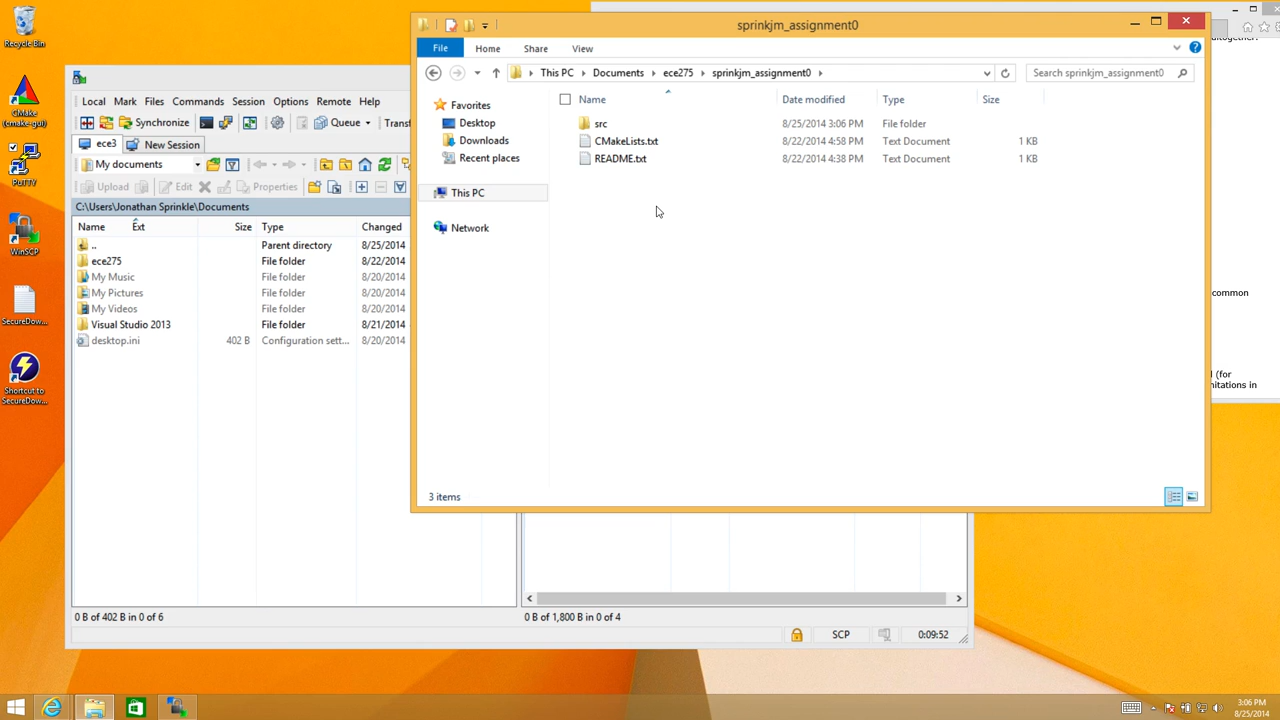 Recycle Bin
CMake
(cmake-gui)
PuTTY
WinSCP
SecureDow...
Shortcut to
SecureDow...
Local Mark Files Commands Session Options Remote Help
Synchronize
Queue
Transf
ece3
New Session
My documents
Upload
Edit
Properties
C:\Users\Jonathan Sprinkle\Documents
Name Ext Size Type Changed
.. Parent directory 8/25/2014
ece275 File folder 8/22/2014
My Music File folder 8/20/2014
My Pictures File folder 8/20/2014
My Videos File folder 8/20/2014
Visual Studio 2013 File folder 8/21/2014
desktop.ini 402 B Configuration sett... 8/20/2014
0 B of 402 B in 0 of 6
0 B of 1,800 B in 0 of 4
SCP
0:09:52
sprinkjm_assignment0
File Home Share View
This PC Documents ece275 sprinkjm_assignment0
Search sprinkjm_assignment0
Favorites
Desktop
Downloads
Recent places
This PC
Network
Name Date modified Type Size
src 8/25/2014 3:06 PM File folder
CMakeLists.txt 8/22/2014 4:58 PM Text Document 1 KB
README.txt 8/22/2014 4:38 PM Text Document 1 KB
3 items
common
(for
nitations in
3:06 PM
8/25/2014